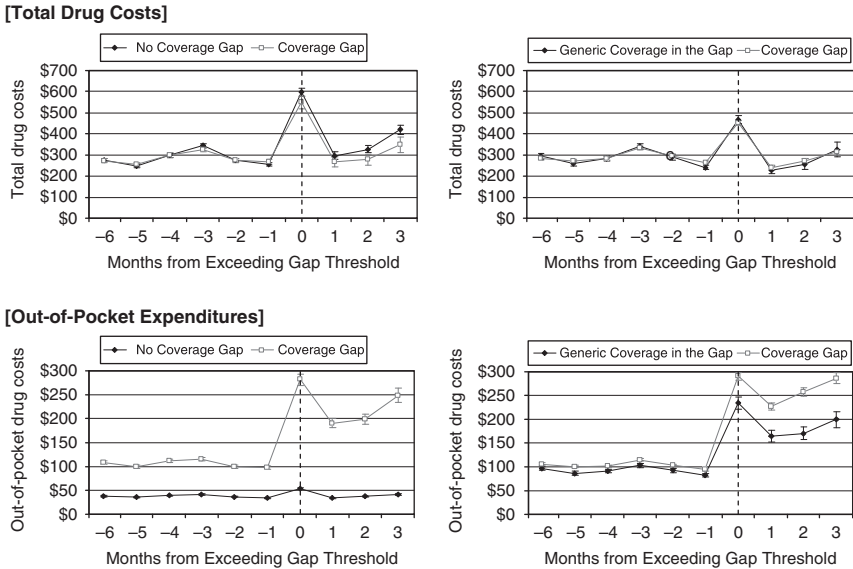 [Total Drug Costs]
No Coverage Gap Coverage Gap
Total drug costs
$700
$600
$500
$400
$300
$200
$100
$0
–6 –5 –4 –3 –2 –1 0 1 2 3
Months from Exceeding Gap Threshold
Generic Coverage in the Gap Coverage Gap
Total drug costs
$700
$600
$500
$400
$300
$200
$100
$0
–6 –5 –4 –3 –2 –1 0 1 2 3
Months from Exceeding Gap Threshold
[Out-of-Pocket Expenditures]
No Coverage Gap Coverage Gap
Out-of-pocket drug costs
$300
$250
$200
$150
$100
$50
$0
–6 –5 –4 –3 –2 –1 0 1 2 3
Months from Exceeding Gap Threshold
Generic Coverage in the Gap Coverage Gap
Out-of-pocket drug costs
$300
$250
$200
$150
$100
$50
$0
–6 –5 –4 –3 –2 –1 0 1 2 3
Months from Exceeding Gap Threshold